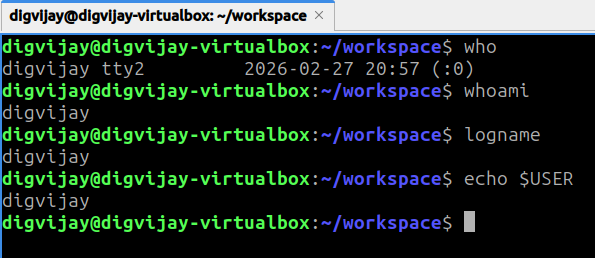 digvijay@digvijay-virtualbox: ~/workspace ×
digvijay@digvijay-virtualbox:~/workspace$ who
digvijay tty2         2026-02-27 20:57 (:0)
digvijay@digvijay-virtualbox:~/workspace$ whoami
digvijay
digvijay@digvijay-virtualbox:~/workspace$ logname
digvijay
digvijay@digvijay-virtualbox:~/workspace$ echo $USER
digvijay
digvijay@digvijay-virtualbox:~/workspace$